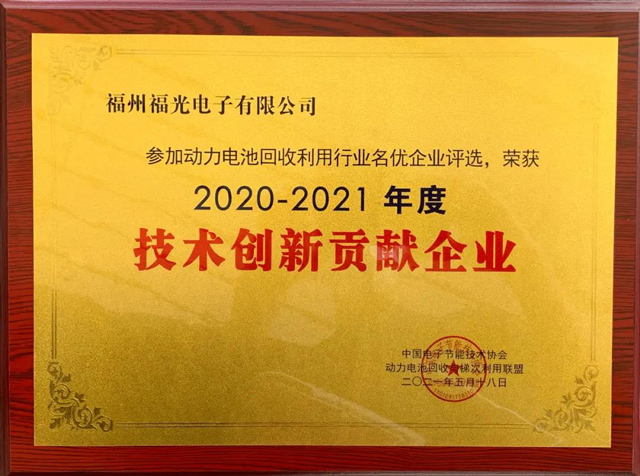 福州福光电子有限公司
参加动力电池回收利用行业名优企业评选，荣获
2020-2021 年度
技术创新贡献企业
中国电子节能技术协会
动力电池回收与梯次利用联盟
二〇二一年五月十八日